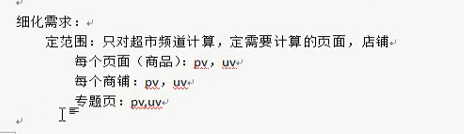 细化需求：
定范围：只对超市频道计算，定需要计算的页面，店铺
每个页面（商品）：pv，uv
每个商铺：pv，uv
专题页：pv,uv